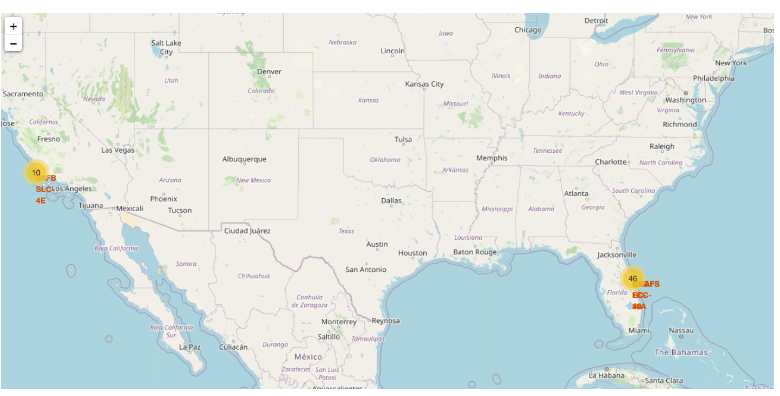 +
−
Wyoming
Detroit
New York
Chicago
Iowa
Bos
Salt Lake
City
Nebraska
Lincoln
Pennsylvania
New York
Denver
Utah
Illinois
Indiana
Ohio
Philadelphia
Sacramento
Nevada
Colorado
Kansas City
West Virginia
Washington
Kansas
Missouri
Virginia
Jose
California
Kentucky
Richmond
Fresno
Las Vegas
Tulsa
Raleigh
Tennessee
Albuquerque
Oklahoma
Memphis
Charlotte
North Carolina
10
Arizona
New Mexico
Arkansas
AFB
SLC-
4E
Los Angeles
Atlanta
South Carolina
Phoenix
Dallas
Tijuana
Mexicali
Tucson
Mississippi
Alabama
Georgia
Ciudad Juárez
Texas
Louisiana
Baja California
Austin
Houston
Baton Rouge
Jacksonville
Sonora
San Antonio
Chihuahua
46
AFS
Florida
Coahuila
de Zaragoza
Monterrey
Reynosa
Miami
Nassau
Baja California
Sur
Saltillo
Tamaulipas
La Paz
Culiacán
Durango
México
The Bahamas
Zacatecas
San Luis
Potosí
La Habana
Santa Clara
Aguascalientes